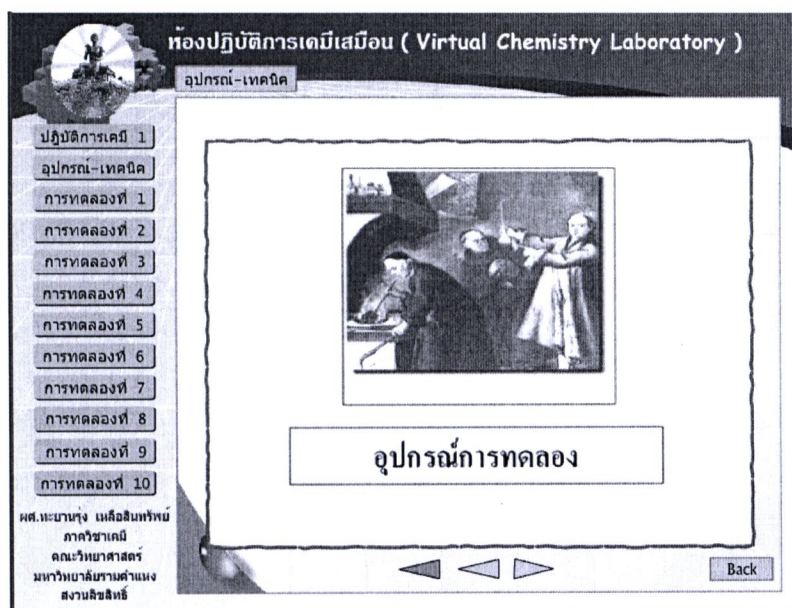 ห้องปฏิบัติการเคมีเสมือน ( Virtual Chemistry Laboratory )
อุปกรณ์-เทคนิค
ปฏิบัติการเคมี 1
อุปกรณ์-เทคนิค
การทดลองที่ 1
การทดลองที่ 2
การทดลองที่ 3
การทดลองที่ 4
การทดลองที่ 5
การทดลองที่ 6
การทดลองที่ 7
การทดลองที่ 8
การทดลองที่ 9
การทดลองที่ 10
ผศ.ทะยานรุ่ง เหลือสินทรัพย์
ภาควิชาเคมี
คณะวิทยาศาสตร์
มหาวิทยาลัยรามคำแหง
สงวนลิขสิทธิ์
อุปกรณ์การทดลอง
Back